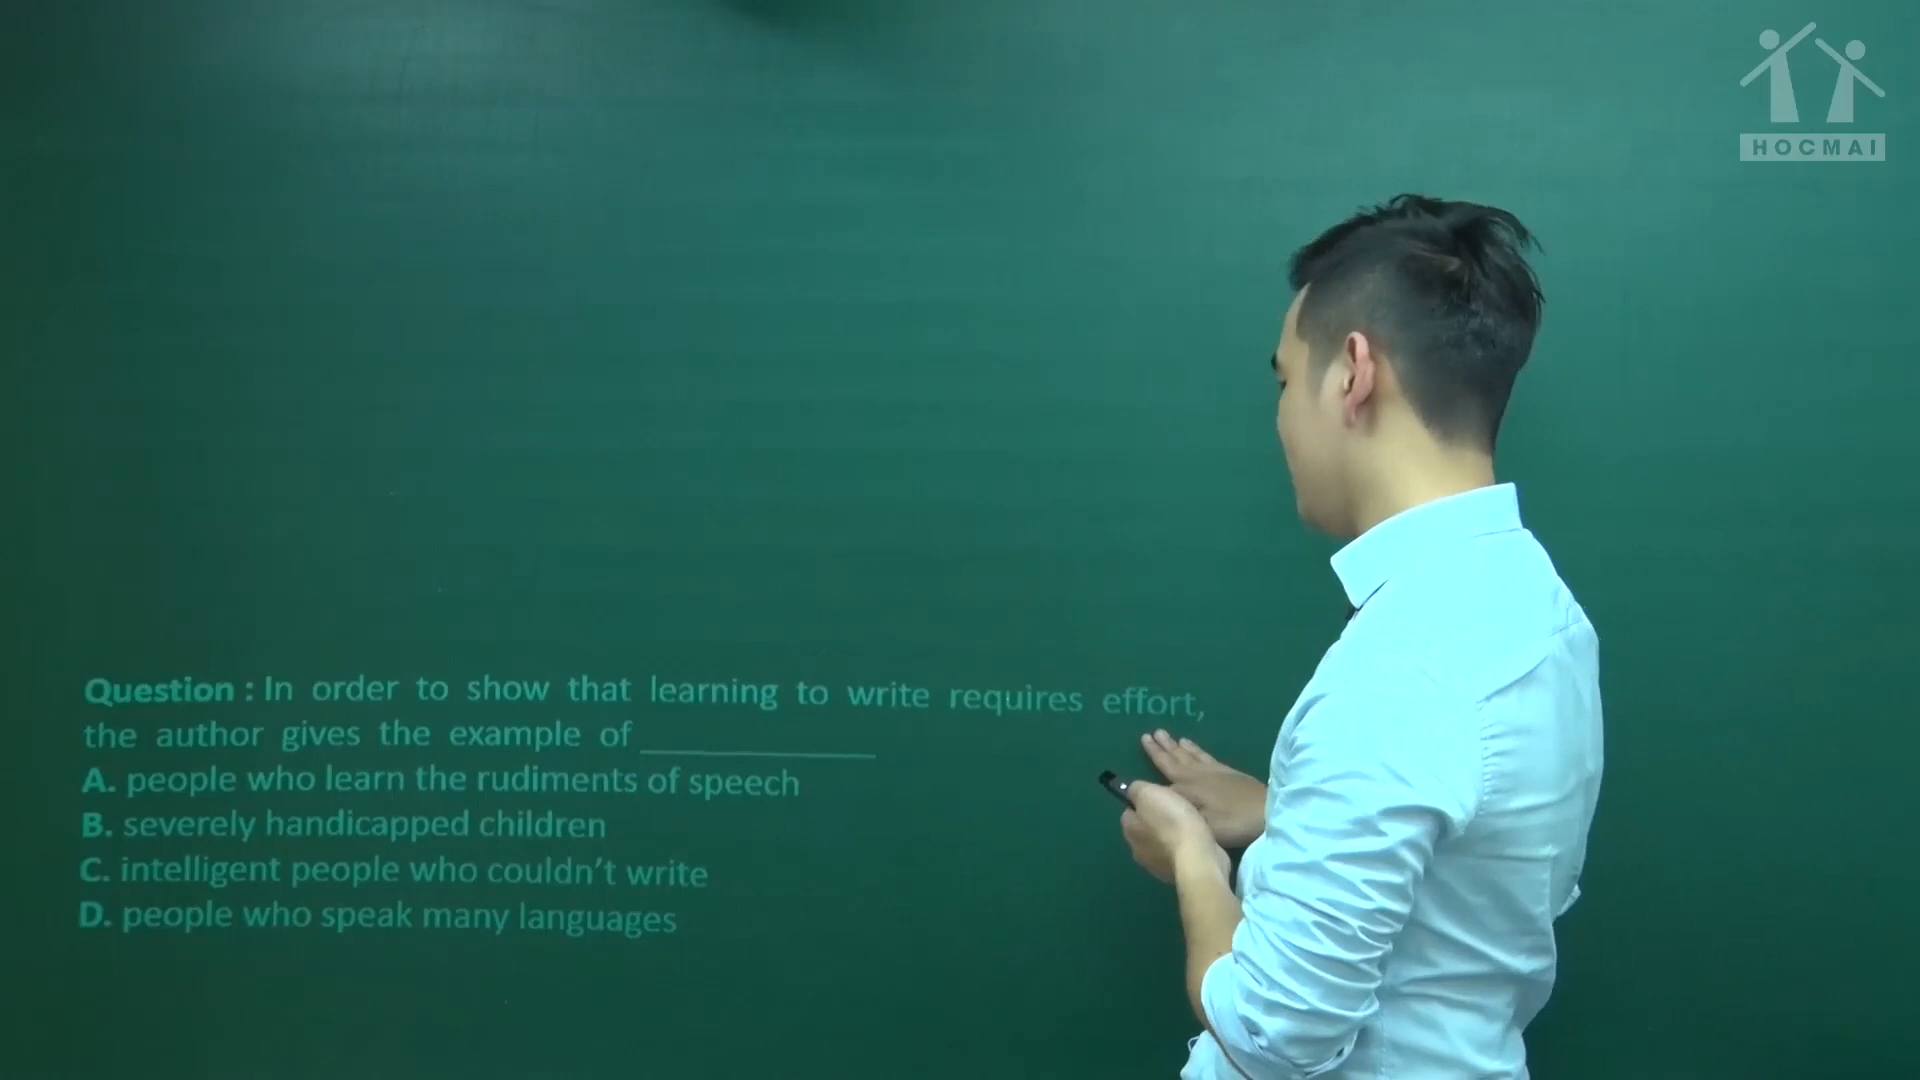 HOCMAI
Question : In order to show that learning to write requires effort,
the author gives the example of ____________
A. people who learn the rudiments of speech
B. severely handicapped children
C. intelligent people who couldn’t write
D. people who speak many languages